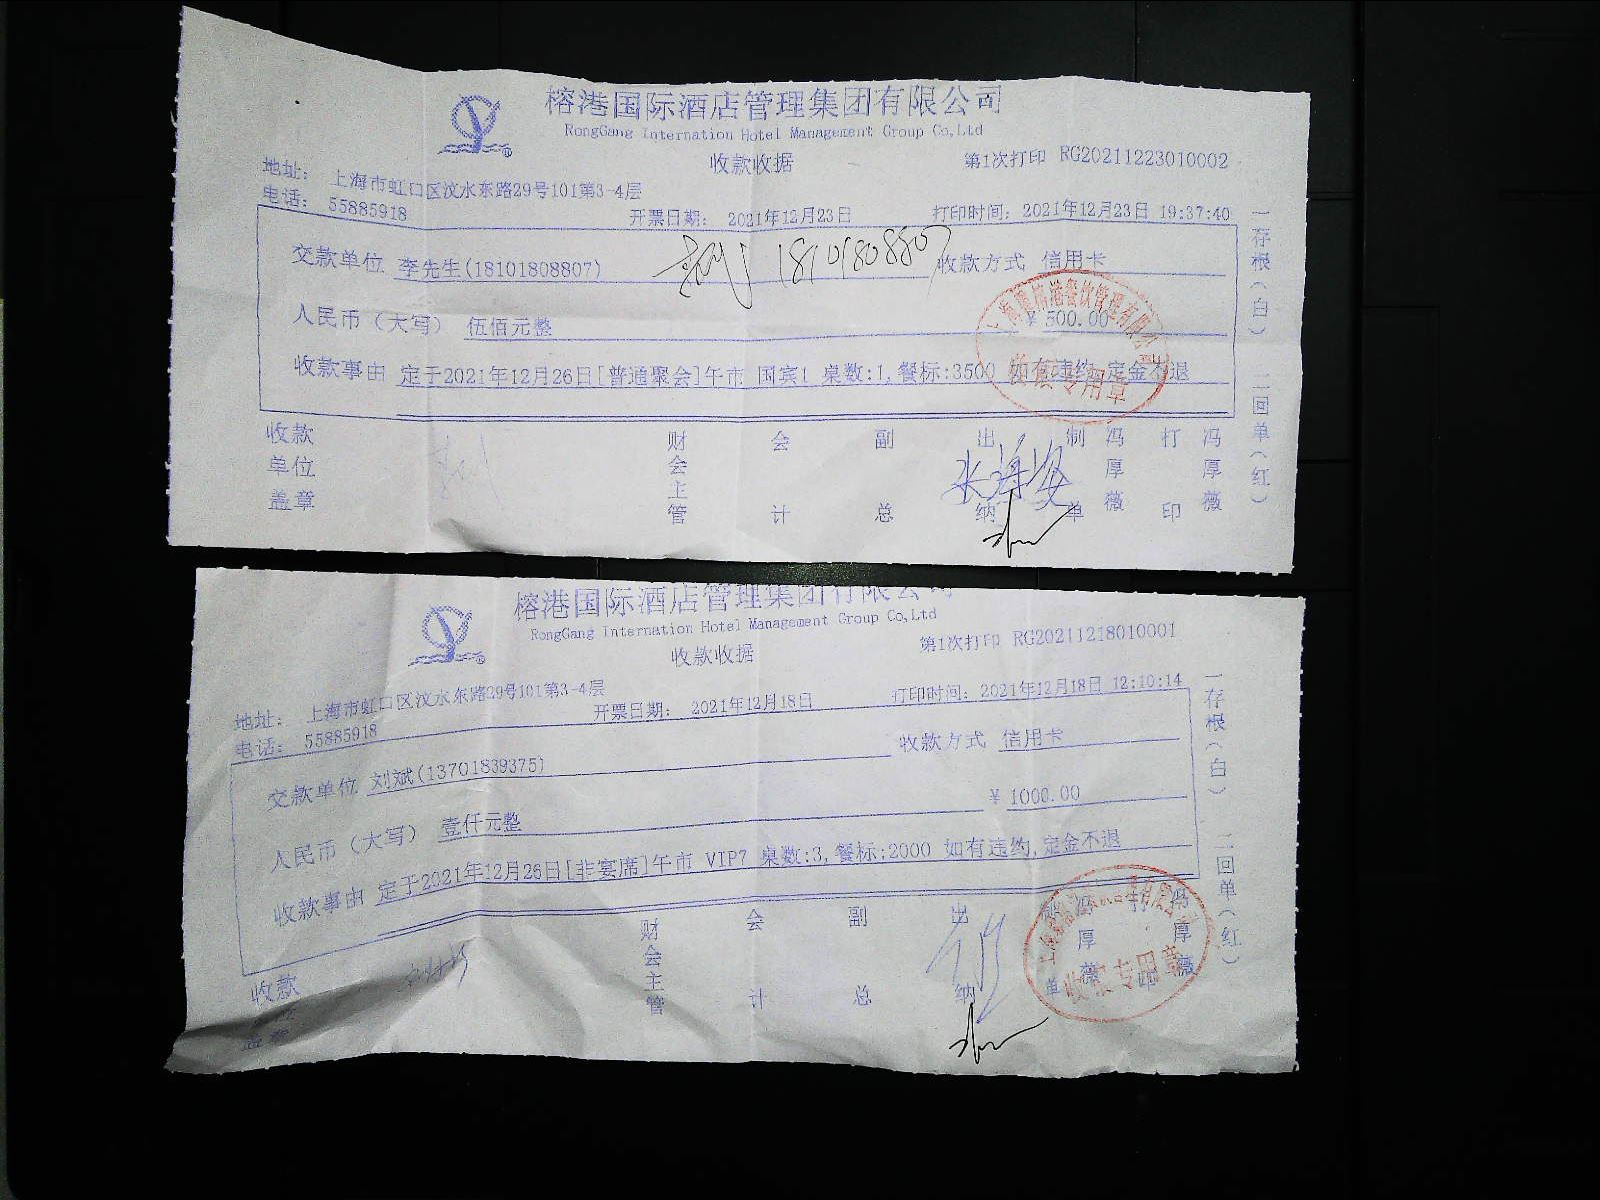 榕港国际酒店管理集团有限公司
RongGang Internation Hotel Management Group Co,Ltd
收款收据
第1次打印 RG20211223010002
地址: 上海市虹口区汶水东路29号101第3-4层
电话: 55885918
开票日期: 2021年12月23日
打印时间: 2021年12月23日 19:37:40
交款单位 李先生(18101808807) 18101808807 收款方式 信用卡
人民币(大写) 伍佰元整 ¥ 500.00
收款事由 定于2021年12月26日[普通聚会]午市 国宾1 桌数:1,餐标:3500 如有违约,定金不退
收款单位盖章 财会主管 会计 副总 出纳 制单 冯厚薇 打印 冯厚薇
一存根(白) 二回单(红)
专用章
榕港国际酒店管理集团有限公司
RongGang Internation Hotel Management Group Co,Ltd
收款收据
第1次打印 RG20211218010001
地址: 上海市虹口区汶水东路29号101第3-4层
电话: 55885918
开票日期: 2021年12月18日
打印时间: 2021年12月18日 12:10:14
交款单位 刘斌(13701839375) 收款方式 信用卡
人民币(大写) 壹仟元整 ¥ 1000.00
收款事由 定于2021年12月26日[非宴席]午市 VIP7 桌数:3,餐标:2000 如有违约,定金不退
收款 财会主管 会计 副总 出纳 单 厚薇 厚薇
一存根(白) 二回单(红)
专用章